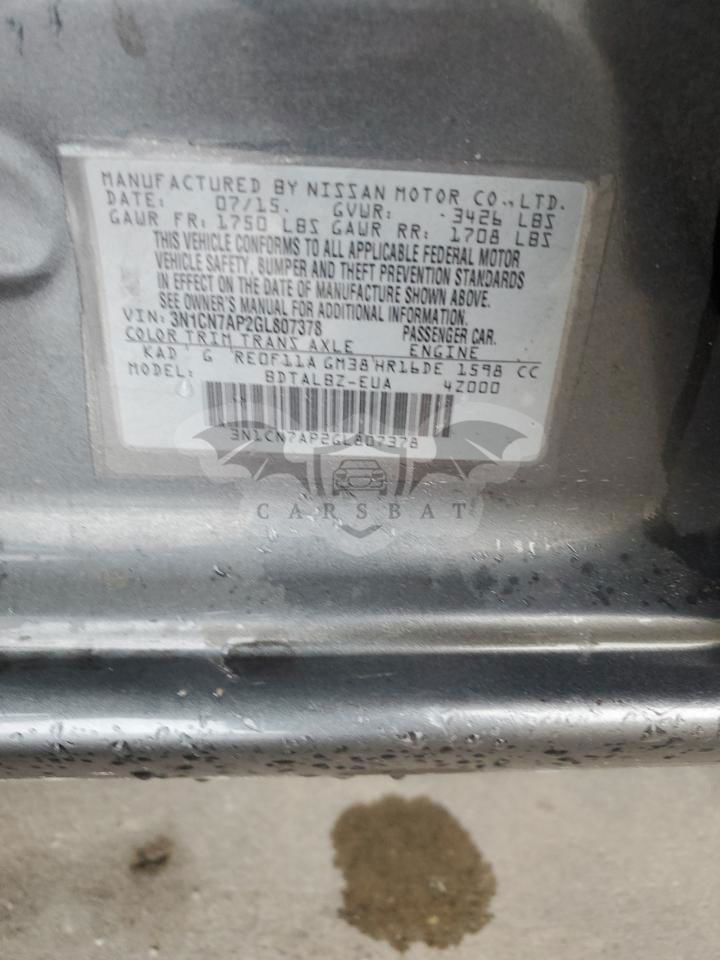 MANUFACTURED BY NISSAN MOTOR CO., LTD.
DATE: 07/15. GVWR: 3426 LBS
GAWR FR: 1750 LBS GAWR RR: 1708 LBS
THIS VEHICLE CONFORMS TO ALL APPLICABLE FEDERAL MOTOR
VEHICLE SAFETY, BUMPER AND THEFT PREVENTION STANDARDS
IN EFFECT ON THE DATE OF MANUFACTURE SHOWN ABOVE.
SEE OWNER'S MANUAL FOR ADDITIONAL INFORMATION.
VIN: 3N1CN7AP2GL807378 PASSENGER CAR.
COLOR TRIM TRANS AXLE ENGINE
KAD G RE0F11A GM38 HR16DE 1598 CC
MODEL: BDTALBZ-EUA 4Z000
3N1CN7AP2GL807378
CARSBAT